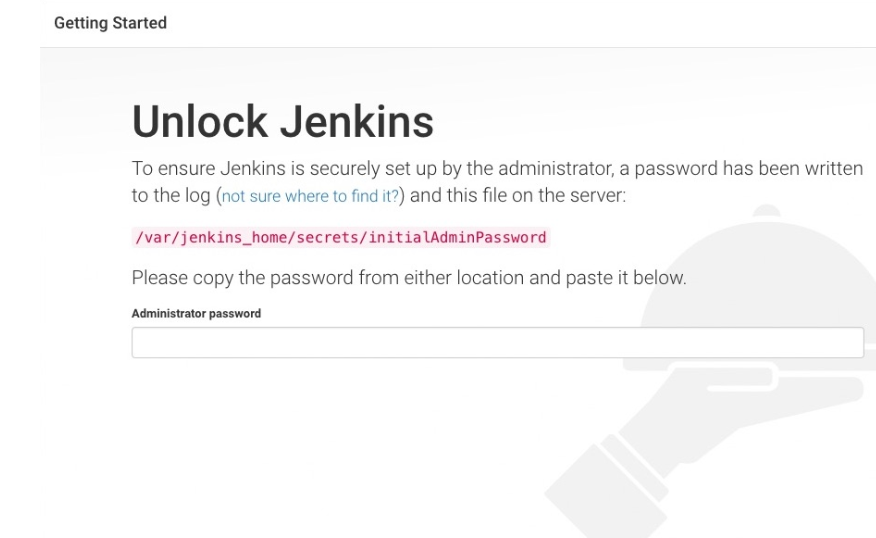 Getting Started
Unlock Jenkins
To ensure Jenkins is securely set up by the administrator, a password has been written
to the log (not sure where to find it?) and this file on the server:
/var/jenkins_home/secrets/initialAdminPassword
Please copy the password from either location and paste it below.
Administrator password